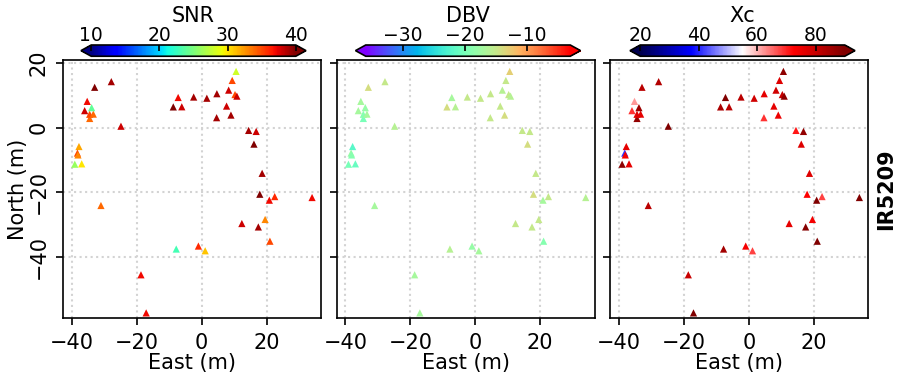 SNR DBV Xc
10 20 30 40 −30 −20 −10 20 40 60 80
20
0
−20
−40
North (m)
IR5209
−40 −20 0 20 −40 −20 0 20 −40 −20 0 20
East (m) East (m) East (m)